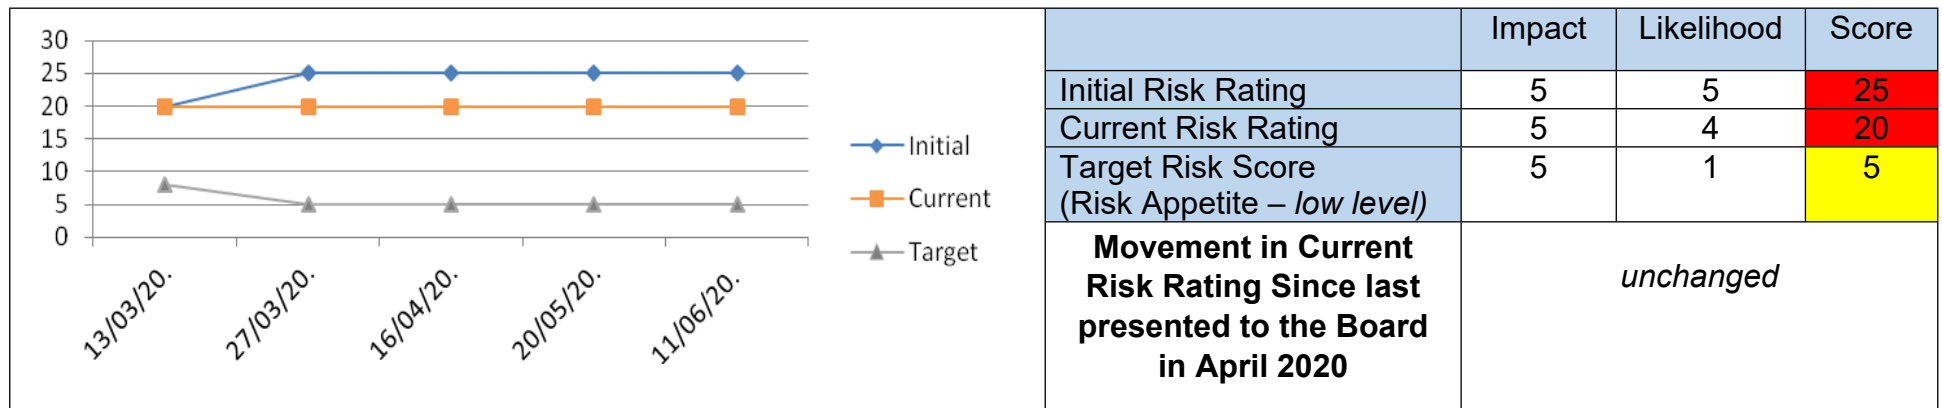 30
25
20
15
10
5
0
13/03/20.
27/03/20.
16/04/20.
20/05/20.
11/06/20.
Initial
Current
Target
Impact Likelihood Score
Initial Risk Rating 5 5 25
Current Risk Rating 5 4 20
Target Risk Score 5 1 5
(Risk Appetite – low level)
Movement in Current
Risk Rating Since last
presented to the Board
in April 2020
unchanged